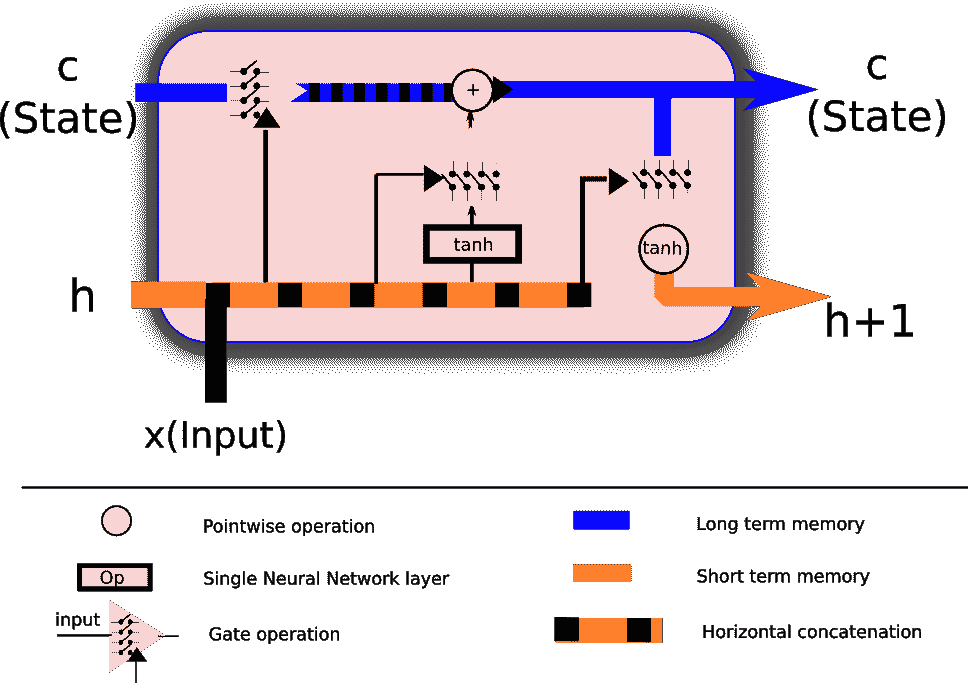 c
(State)
+
c
(State)
tanh
tanh
h
h+1
x(Input)
Pointwise operation
Long term memory
Op
Single Neural Network layer
Short term memory
input
Gate operation
Horizontal concatenation